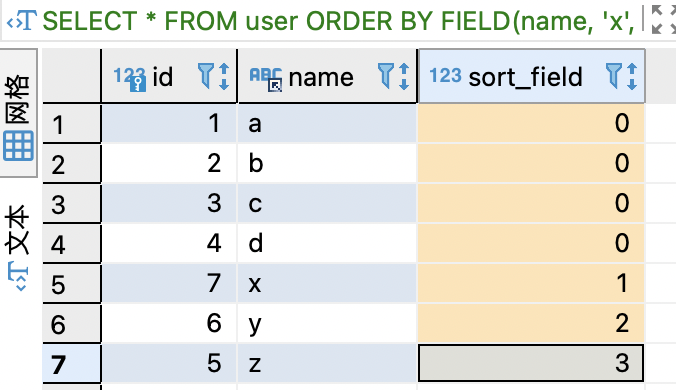 SELECT * FROM user ORDER BY FIELD(name, 'x',
网格
文本
123 id ABC name 123 sort_field
1 1 a 0
2 2 b 0
3 3 c 0
4 4 d 0
5 7 x 1
6 6 y 2
7 5 z 3